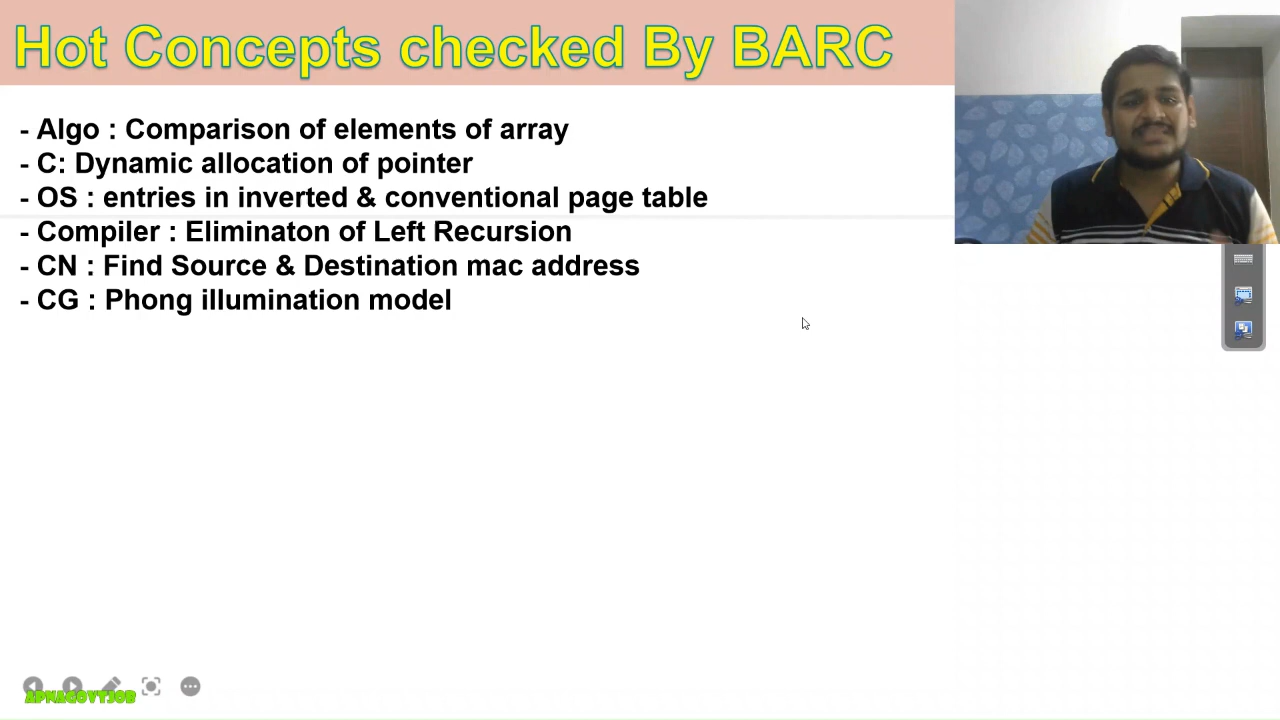 Hot Concepts checked By BARC
- Algo : Comparison of elements of array
- C: Dynamic allocation of pointer
- OS : entries in inverted & conventional page table
- Compiler : Eliminaton of Left Recursion
- CN : Find Source & Destination mac address
- CG : Phong illumination model
APNAGOVTJOB